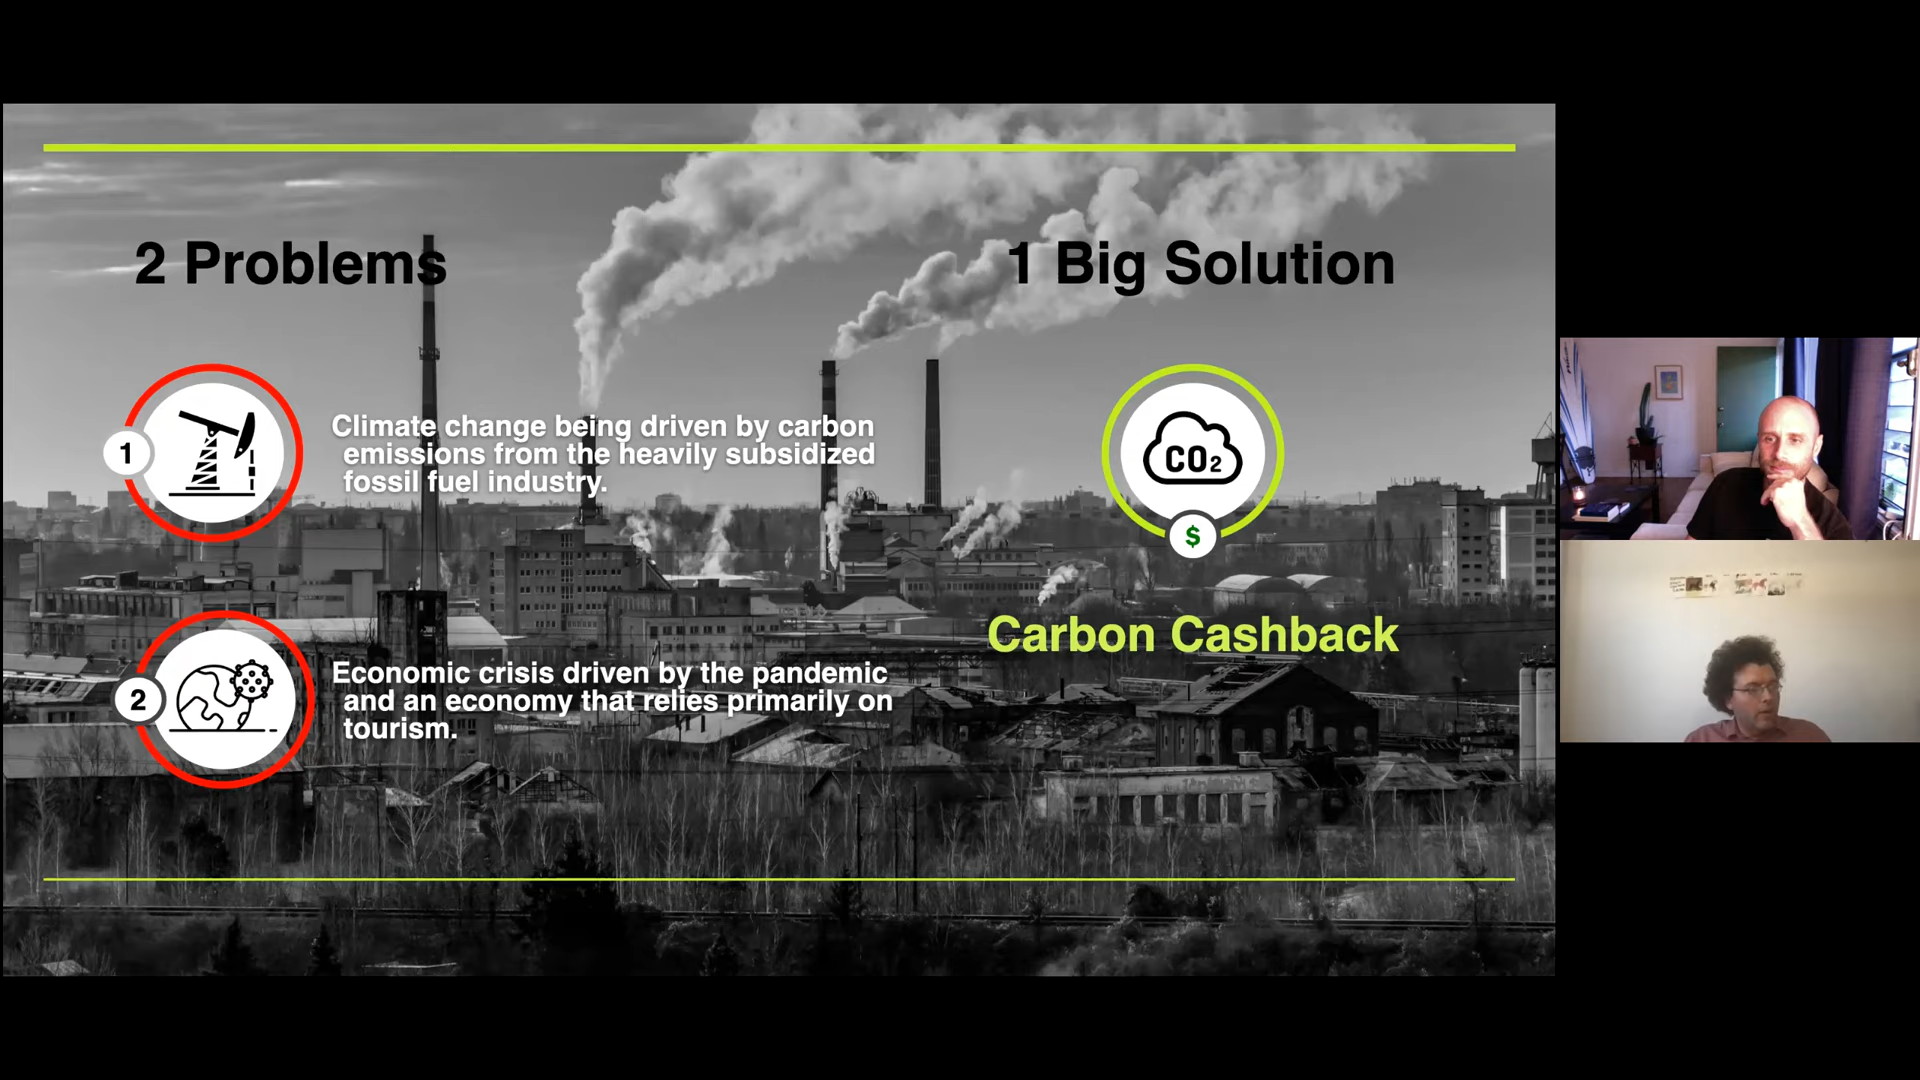 2 Problems
1 Big Solution
1
Climate change being driven by carbon
emissions from the heavily subsidized
fossil fuel industry.
CO2
$
Carbon Cashback
2
Economic crisis driven by the pandemic
and an economy that relies primarily on
tourism.